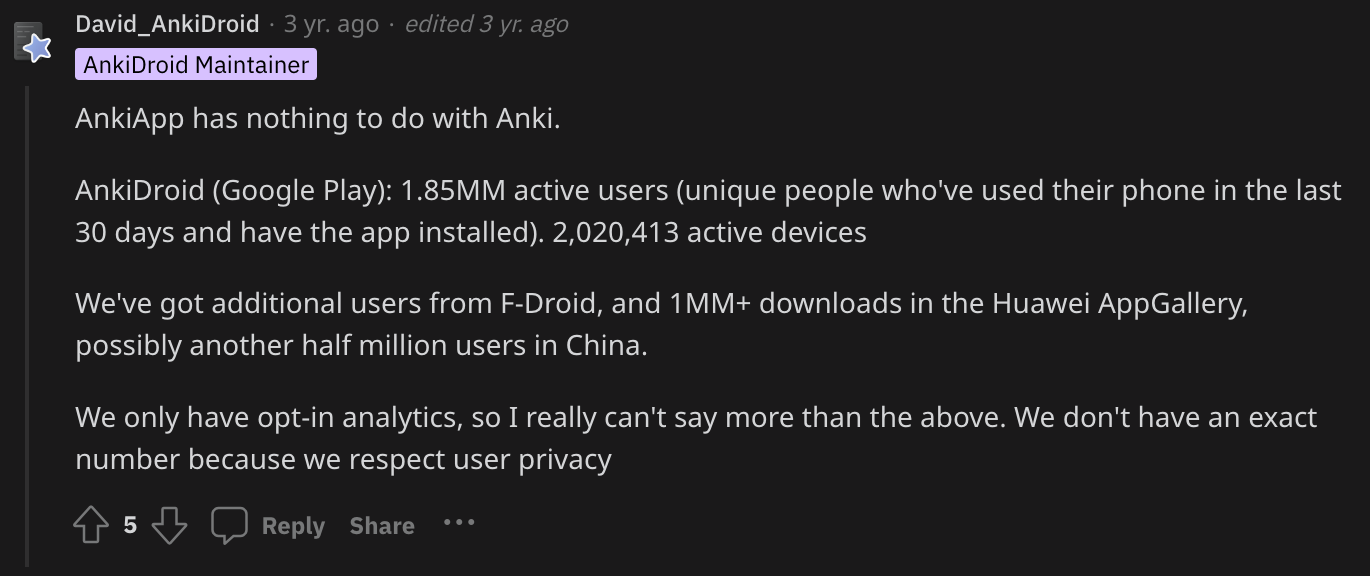 David_AnkiDroid · 3 yr. ago · edited 3 yr. ago
AnkiDroid Maintainer
AnkiApp has nothing to do with Anki.
AnkiDroid (Google Play): 1.85MM active users (unique people who've used their phone in the last
30 days and have the app installed). 2,020,413 active devices
We've got additional users from F-Droid, and 1MM+ downloads in the Huawei AppGallery,
possibly another half million users in China.
We only have opt-in analytics, so I really can't say more than the above. We don't have an exact
number because we respect user privacy
5 Reply Share ···